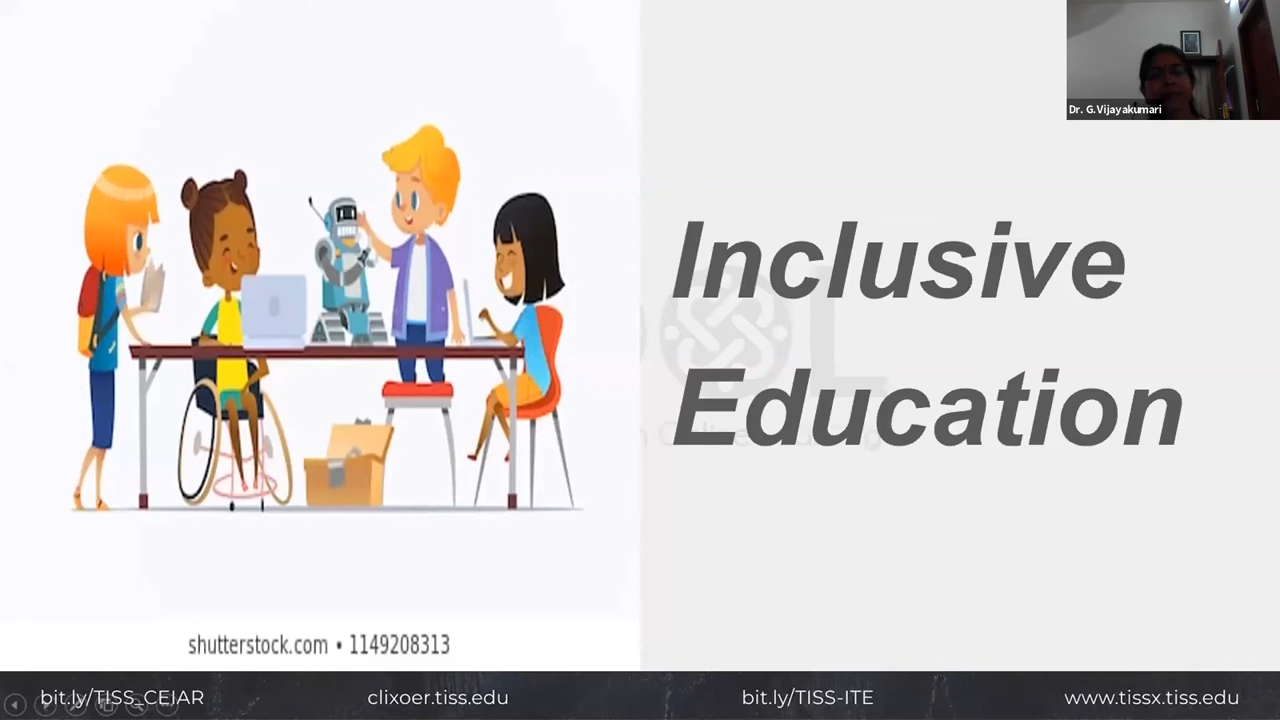 Dr. G.Vijayakumari
Inclusive
Education
shutterstock.com • 1149208313
bit.ly/TISS_CEIAR
clixoer.tiss.edu
bit.ly/TISS-ITE
www.tissx.tiss.edu